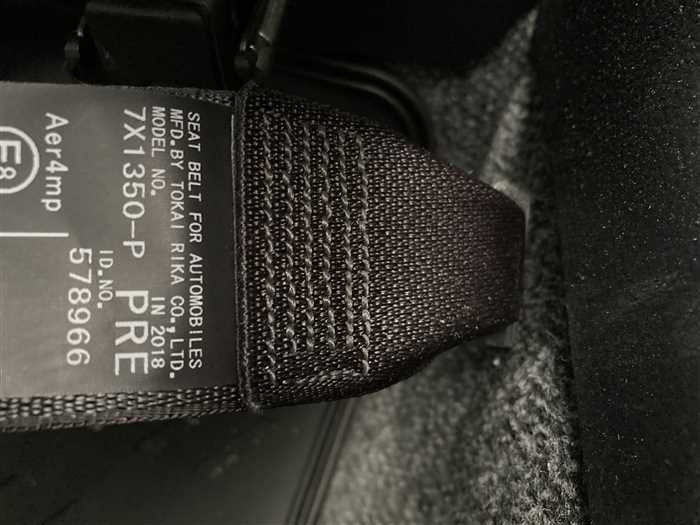 SEAT BELT FOR AUTOMOBILES
MFD.BY TOKAI RIKA CO.,LTD.
MODEL NO. IN 2018
7X1350-P PRE
ID.NO.
578966
Aer4mp
E8